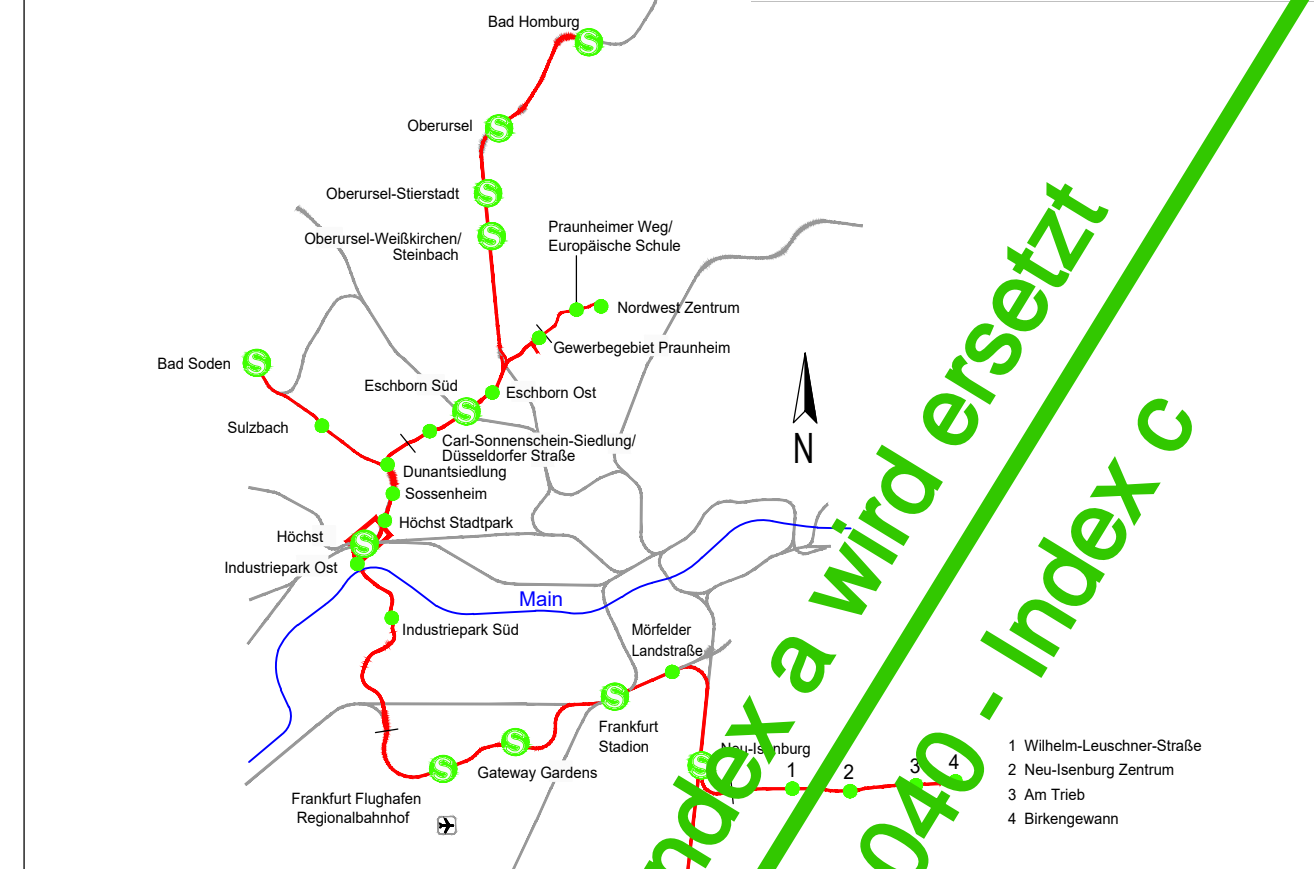 Bad Homburg
Oberursel
Oberursel-Stierstadt
Oberursel-Weißkirchen/
Steinbach
Praunheimer Weg/
Europäische Schule
Nordwest Zentrum
Gewerbegebiet Praunheim
Bad Soden
Eschborn Süd
Eschborn Ost
Sulzbach
Carl-Sonnenschein-Siedlung/
Düsseldorfer Straße
Dunantsiedlung
Sossenheim
Höchst Stadtpark
Höchst
Industriepark Ost
N
Main
Industriepark Süd
Mörfelder
Landstraße
Frankfurt
Stadion
Gateway Gardens
Frankfurt Flughafen
Regionalbahnhof
Neu-Isenburg
1
2
3
4
1 Wilhelm-Leuschner-Straße
2 Neu-Isenburg Zentrum
3 Am Trieb
4 Birkengewann
ndex a wird ersetzt
040 - Index c
S
S
S
S
S
S
S
S
S
S
S